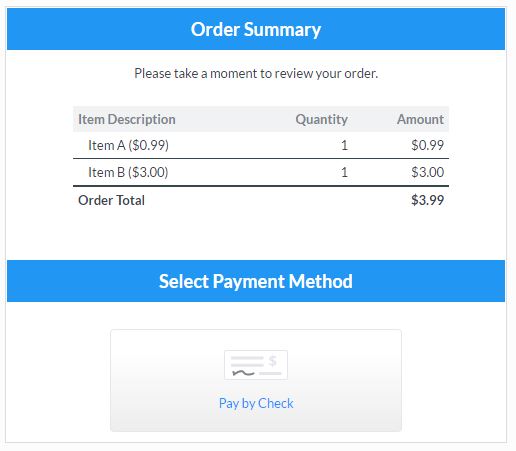 Order Summary
Please take a moment to review your order.
Item Description Quantity Amount
Item A ($0.99) 1 $0.99
Item B ($3.00) 1 $3.00
Order Total $3.99
Select Payment Method
$
Pay by Check